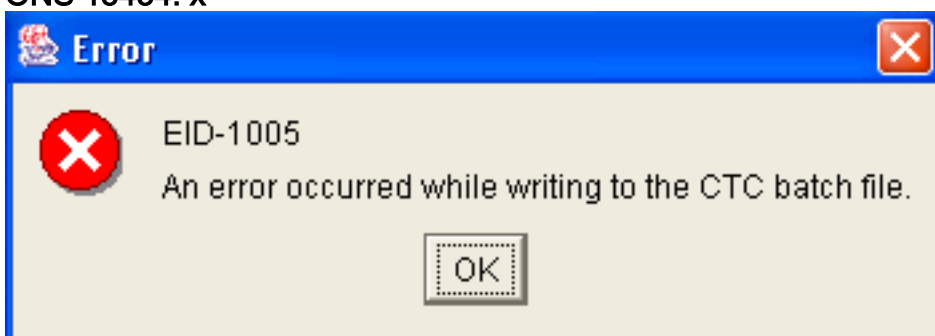 Error
EID-1005
An error occurred while writing to the CTC batch file.
OK